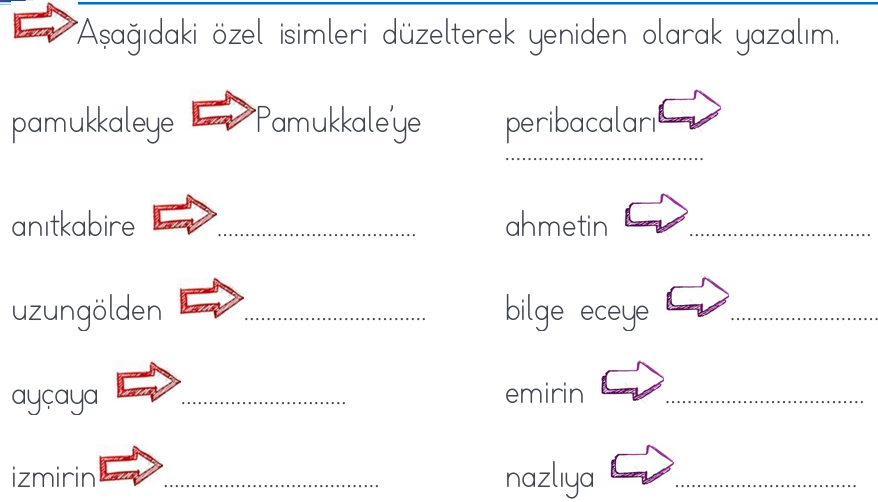 Aşağıdaki özel isimleri düzelterek yeniden olarak yazalım.
pamukkaleye Pamukkale'ye peribacaları
....................................
anıtkabire .................................... ahmetin .................................
uzungölden ................................. bilge eceye ...........................
ayçaya .............................. emirin ....................................
izmirin ....................................... nazlıya .................................